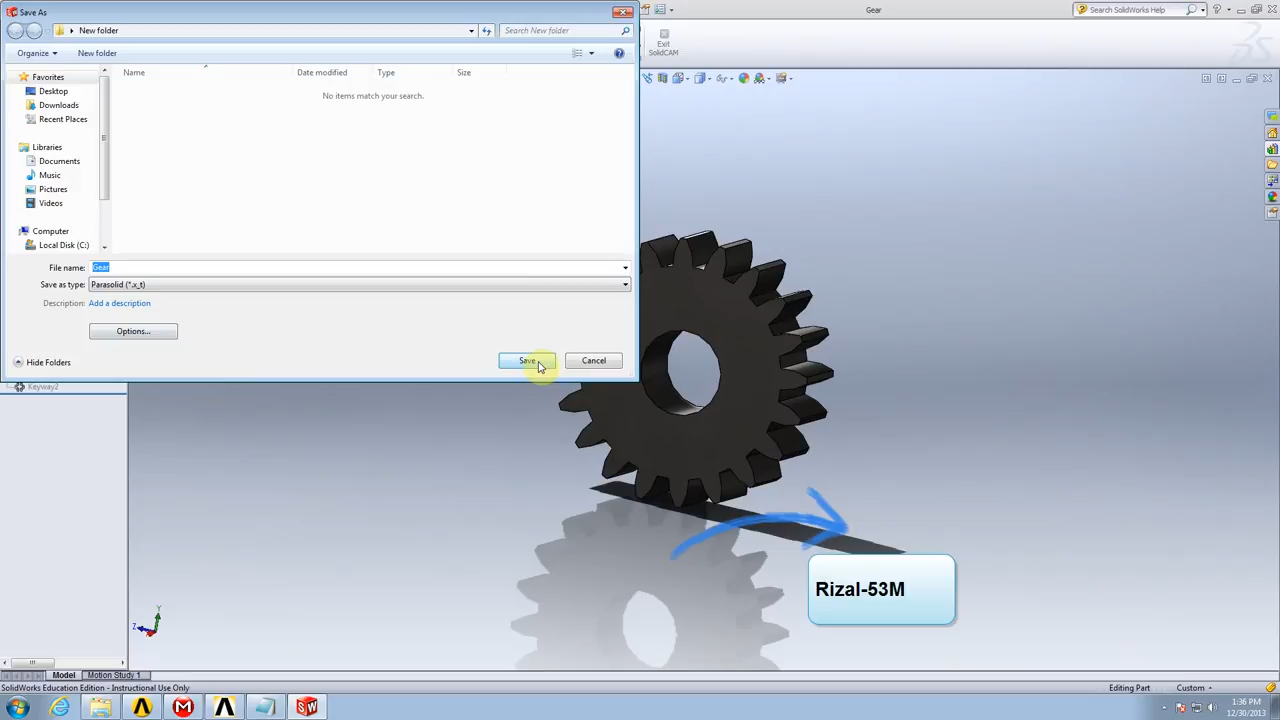 Save As
Gear
Search SolidWorks Help
New folder
Search New folder
Exit
SolidCAM
Organize
New folder
Favorites
Desktop
Downloads
Recent Places
Libraries
Documents
Music
Pictures
Videos
Computer
Local Disk (C:)
Name
Date modified
Type
Size
No items match your search.
File name:
Gear
Save as type:
Parasolid (*.x_t)
Description:
Add a description
Options...
Hide Folders
Save
Cancel
Keyway2
Rizal-53M
Y
Z
Model
Motion Study 1
SolidWorks Education Edition - Instructional Use Only
Editing Part
Custom
1:36 PM
12/30/2013